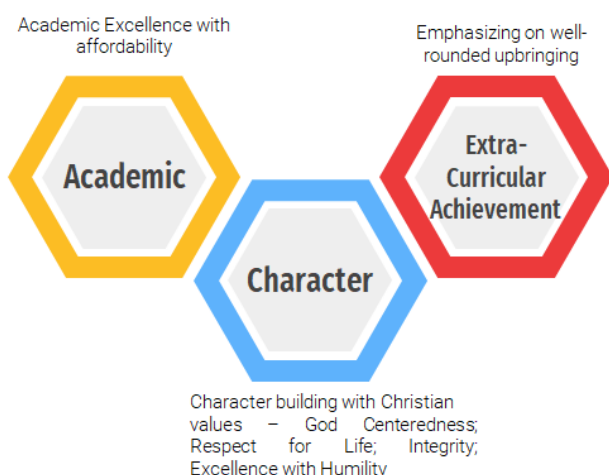 Academic Excellence with
affordability
Academic
Emphasizing on well-
rounded upbringing
Extra-
Curricular
Achievement
Character
Character building with Christian
values – God Centeredness;
Respect for Life; Integrity;
Excellence with Humility